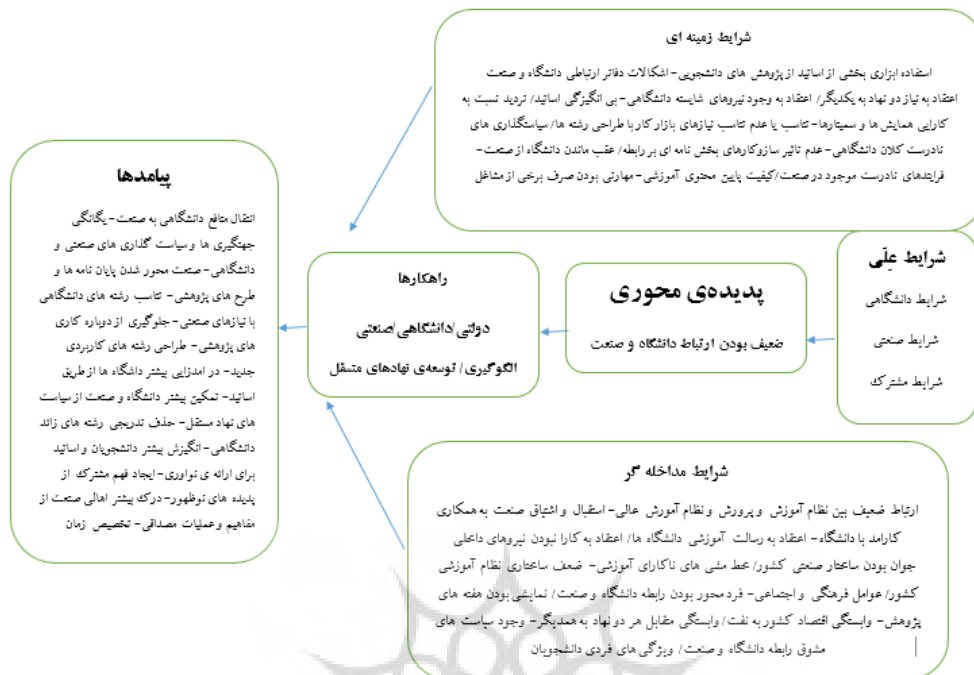 شرایط زمینه ای
استفاده ابزاری بخشی از اساتید از پژوهش های دانشجویی- اشکالات دفاتر ارتباطی دانشگاه و صنعت
اعتقاد به نیاز دو نهاد به یکدیگر/ اعتقاد به وجود نیروهای شایسته دانشگاهی- بی انگیزگی اساتید/ تردید نسبت به
کارایی همایش ها و سمینارها- تناسب یا عدم تناسب نیازهای بازار کار با طراحی رشته ها/ سیاستگذاری های
نادرست کلان دانشگاهی- عدم تاثیر سازوکارهای بخش نامه ای بر رابطه/ عقب ماندن دانشگاه از صنعت-
فرایندهای نادرست موجود در صنعت/کیفیت پایین محتوی آموزشی- مهارتی بودن صرف برخی از مشاغل
شرایط علّی
شرایط دانشگاهی
شرایط صنعتی
شرایط مشترک
پدیده‌ی محوری
ضعیف بودن ارتباط دانشگاه و صنعت
راهکارها
دولتی/دانشگاهی/صنعتی
الگوگیری/ توسعه‌ی نهادهای مستقل
پیامدها
انتقال منافع دانشگاهی به صنعت- یگانگی
جهتگیری ها و سیاست گذاری های صنعتی و
دانشگاهی- صنعت محور شدن پایان نامه ها و
طرح های پژوهشی- تناسب رشته های دانشگاهی
با نیازهای صنعتی- جلوگیری از دوباره کاری
های پژوهشی- طراحی رشته های کاربردی
جدید- در امدزایی بیشتر داشگاه ها از طریق
اساتید- تمکین بیشتر دانشگاه و صنعت از سیاست
های نهاد مستقل- حذف تدریجی رشته های زائد
دانشگاهی- انگیزش بیشتر دانشجویان و اساتید
برای ارائه ی نواوری- ایجاد فهم مشترک از
پدیده های نوظهور- درک بیشتر اهالی صنعت از
مفاهیم و عملیات مصداقی- تخصیص زمان
شرایط مداخله گر
ارتباط ضعیف بین نظام آموزش و پرورش و نظام آمورش عالی- استقبال و اشتیاق صنعت به همکاری
کارامد با دانشگاه- اعتقاد به رسالت آموزشی دانشگاه ها/ اعتقاد به کارا نبودن نیروهای داخلی
جوان بودن ساختار صنعتی کشور/ خط مشی های ناکارای آموزشی- ضعف ساختاری نظام آموزشی
کشور/ عوامل فرهنگی و اجتماعی- فرد محور بودن رابطه دانشگاه و صنعت/ نمایشی بودن هفته های
پژوهش- وابستگی اقتصاد کشور به نفت/ وابستگی متقابل هر دو نهاد به همدیگر- وجود سیاست های
مشوق رابطه دانشگاه و صنعت/ ویژگی های فردی دانشجویان